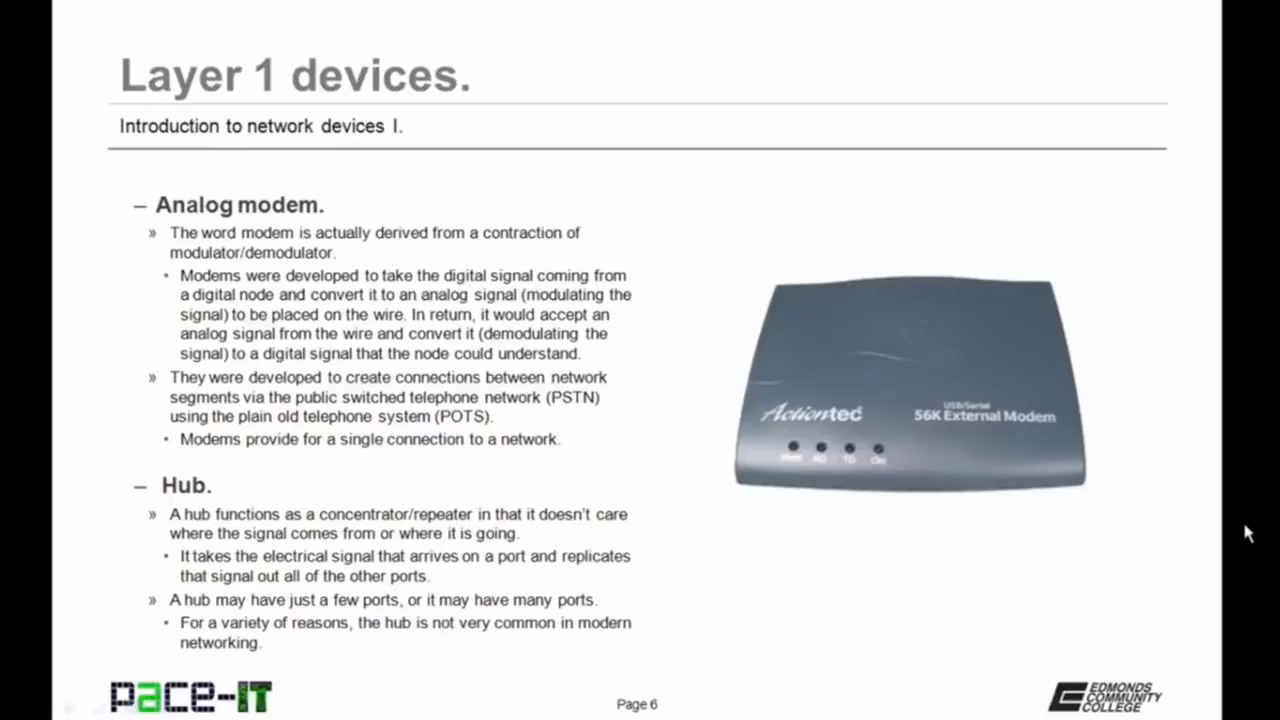 Layer 1 devices.
Introduction to network devices I.
– Analog modem.
» The word modem is actually derived from a contraction of
modulator/demodulator.
• Modems were developed to take the digital signal coming from
a digital node and convert it to an analog signal (modulating the
signal) to be placed on the wire. In return, it would accept an
analog signal from the wire and convert it (demodulating the
signal) to a digital signal that the node could understand.
» They were developed to create connections between network
segments via the public switched telephone network (PSTN)
using the plain old telephone system (POTS).
• Modems provide for a single connection to a network.
– Hub.
» A hub functions as a concentrator/repeater in that it doesn't care
where the signal comes from or where it is going.
• It takes the electrical signal that arrives on a port and replicates
that signal out all of the other ports.
» A hub may have just a few ports, or it may have many ports.
• For a variety of reasons, the hub is not very common in modern
networking.
Actiontec
USB/Serial
56K External Modem
PACE-IT
Page 6
EDMONDS
COMMUNITY
COLLEGE